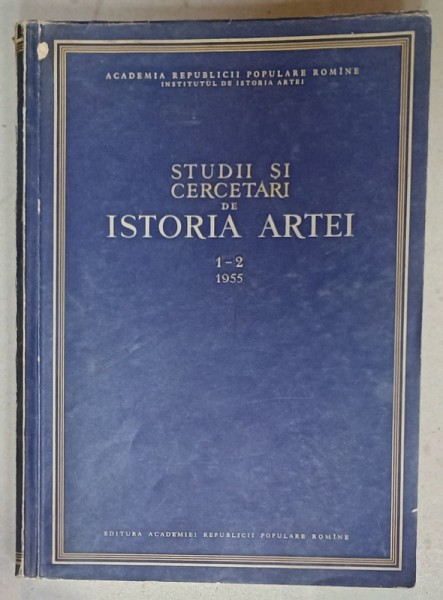 ACADEMIA REPUBLICII POPULARE ROMÎNE
INSTITUTUL DE ISTORIA ARTEI
STUDII ȘI
CERCETĂRI
DE
ISTORIA ARTEI
1-2
1955
EDITURA ACADEMIEI REPUBLICII POPULARE ROMÎNE